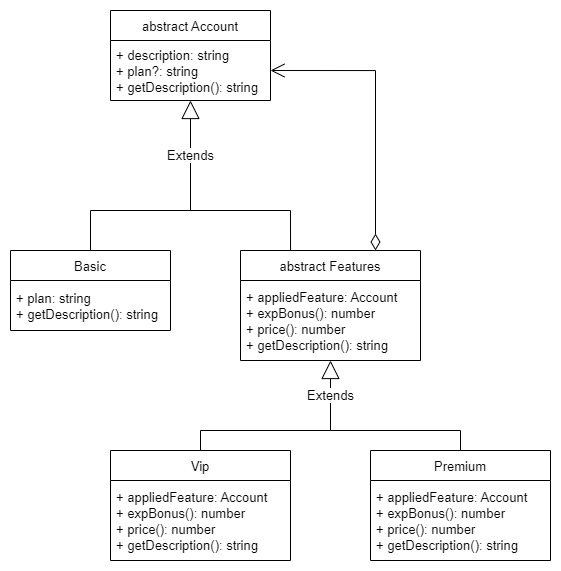 abstract Account
+ description: string
+ plan?: string
+ getDescription(): string
Extends
Basic
+ plan: string
+ getDescription(): string
abstract Features
+ appliedFeature: Account
+ expBonus(): number
+ price(): number
+ getDescription(): string
Extends
Vip
+ appliedFeature: Account
+ expBonus(): number
+ price(): number
+ getDescription(): string
Premium
+ appliedFeature: Account
+ expBonus(): number
+ price(): number
+ getDescription(): string